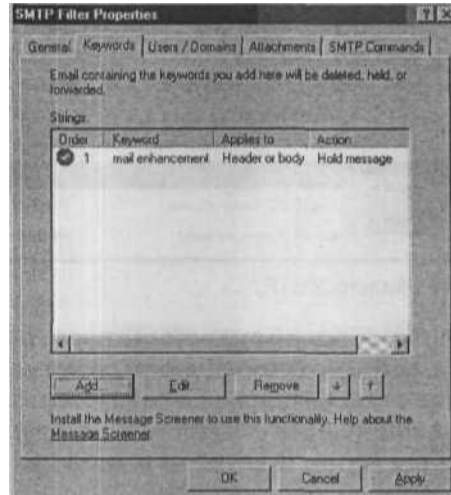 SMTP Filter Properties
General Keywords Users / Domains Attachments SMTP Commands
Email containing the keywords you add here will be deleted, held, or
forwarded.
Strings:
Order Keyword Applies to Action
1 mail enhancement Header or body Hold message
Add... Edit... Remove
Install the Message Screener to use this functionality. Help about the
Message Screener
OK Cancel Apply